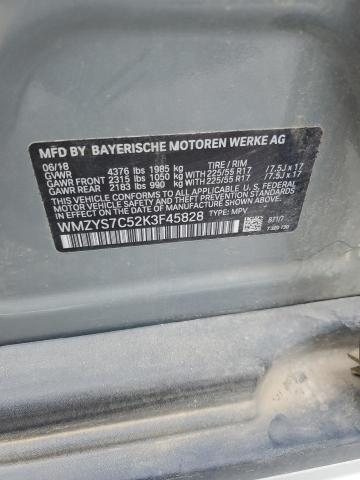 MFD BY BAYERISCHE MOTOREN WERKE AG
06/18 TIRE / RIM
GVWR 4376 lbs 1985 kg
GAWR FRONT 2315 lbs 1050 kg WITH 225/55 R17 / 7.5J x 17
GAWR REAR 2183 lbs 990 kg WITH 225/55 R17 / 7.5J x 17
THIS VEHICLE CONFORMS TO ALL APPLICABLE U.S. FEDERAL
MOTOR VEHICLE SAFETY, BUMPER, AND THEFT PREVENTION
STANDARDS IN EFFECT ON THE DATE OF MANUFACTURE SHOWN ABOVE.
WMZYS7C52K3F45828 TYPE: MPV